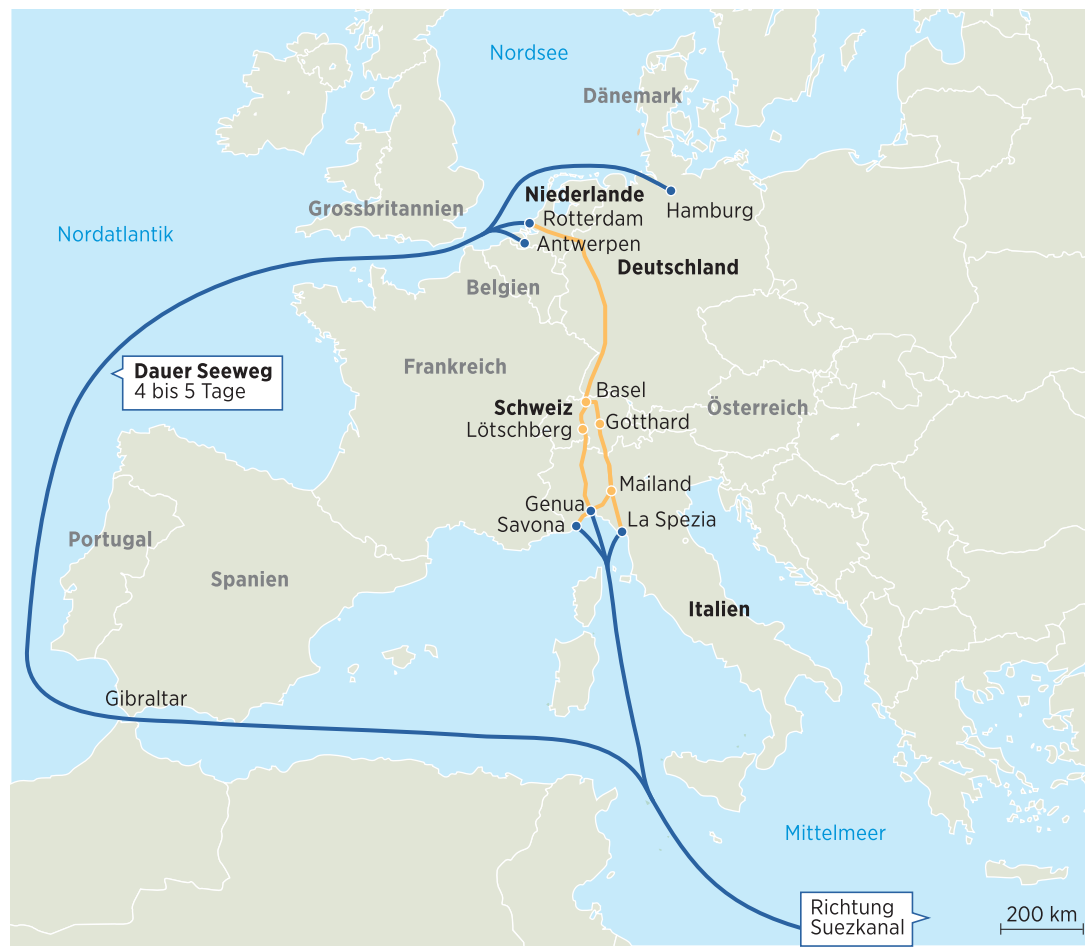 Nordsee
Dänemark
Niederlande
Grossbritannien
Rotterdam
Hamburg
Nordatlantik
Antwerpen
Deutschland
Belgien
Frankreich
Dauer Seeweg
4 bis 5 Tage
Basel
Schweiz
Österreich
Lötschberg
Gotthard
Mailand
Genua
Savona
La Spezia
Portugal
Spanien
Italien
Gibraltar
Mittelmeer
Richtung
Suezkanal
200 km